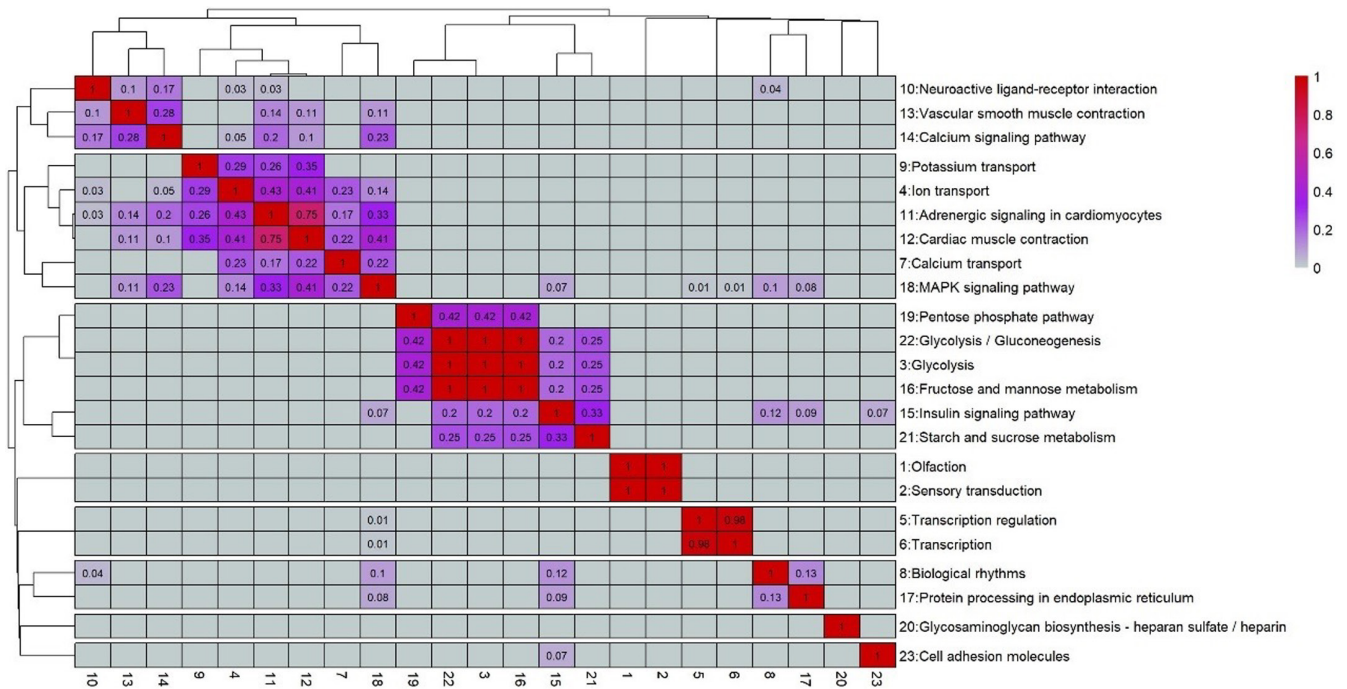 1 0.1 0.17 0.03 0.03 0.04 10:Neuroactive ligand-receptor interaction
0.1 1 0.28 0.14 0.11 0.11 13:Vascular smooth muscle contraction
0.17 0.28 1 0.05 0.2 0.1 0.23 14:Calcium signaling pathway
1 0.29 0.26 0.35 9:Potassium transport
0.03 0.05 0.29 1 0.43 0.41 0.23 0.14 4:Ion transport
0.03 0.14 0.2 0.26 0.43 1 0.75 0.17 0.33 11:Adrenergic signaling in cardiomyocytes
0.11 0.1 0.35 0.41 0.75 1 0.22 0.41 12:Cardiac muscle contraction
0.23 0.17 0.22 1 0.22 7:Calcium transport
0.11 0.23 0.14 0.33 0.41 0.22 1 0.07 0.01 0.01 0.1 0.08 18:MAPK signaling pathway
1 0.42 0.42 0.42 19:Pentose phosphate pathway
0.42 1 1 1 0.2 0.25 22:Glycolysis / Gluconeogenesis
0.42 1 1 1 0.2 0.25 3:Glycolysis
0.42 1 1 1 0.2 0.25 16:Fructose and mannose metabolism
0.07 0.2 0.2 0.2 1 0.33 0.12 0.09 0.07 15:Insulin signaling pathway
0.25 0.25 0.25 0.33 1 21:Starch and sucrose metabolism
1 1 1:Olfaction
1 1 2:Sensory transduction
0.01 1 0.98 5:Transcription regulation
0.01 0.98 1 6:Transcription
0.04 0.1 0.12 1 0.13 8:Biological rhythms
0.08 0.09 0.13 1 17:Protein processing in endoplasmic reticulum
1 20:Glycosaminoglycan biosynthesis - heparan sulfate / heparin
0.07 1 23:Cell adhesion molecules
10 13 14 9 4 11 12 7 18 19 22 3 16 15 21 1 2 5 6 8 17 20 23
1
0.8
0.6
0.4
0.2
0